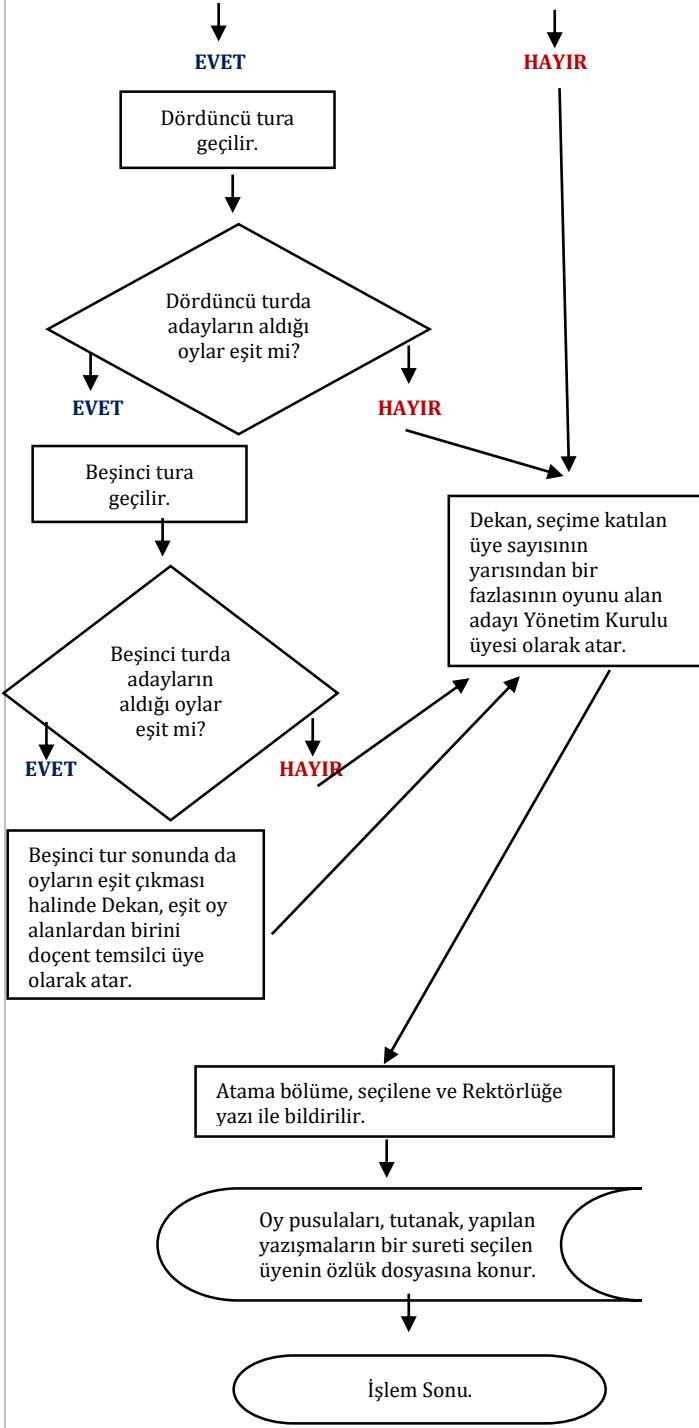 EVET
HAYIR
Dördüncü tura
geçilir.
Dördüncü turda
adayların aldığı
oylar eşit mi?
EVET
HAYIR
Beşinci tura
geçilir.
Dekan, seçime katılan
üye sayısının
yarısından bir
fazlasının oyunu alan
adayı Yönetim Kurulu
üyesi olarak atar.
Beşinci turda
adayların
aldığı oylar
eşit mi?
EVET
HAYIR
Beşinci tur sonunda da
oyların eşit çıkması
halinde Dekan, eşit oy
alanlardan birini
doçent temsilci üye
olarak atar.
Atama bölüme, seçilene ve Rektörlüğe
yazı ile bildirilir.
Oy pusulaları, tutanak, yapılan
yazışmaların bir sureti seçilen
üyenin özlük dosyasına konur.
İşlem Sonu.